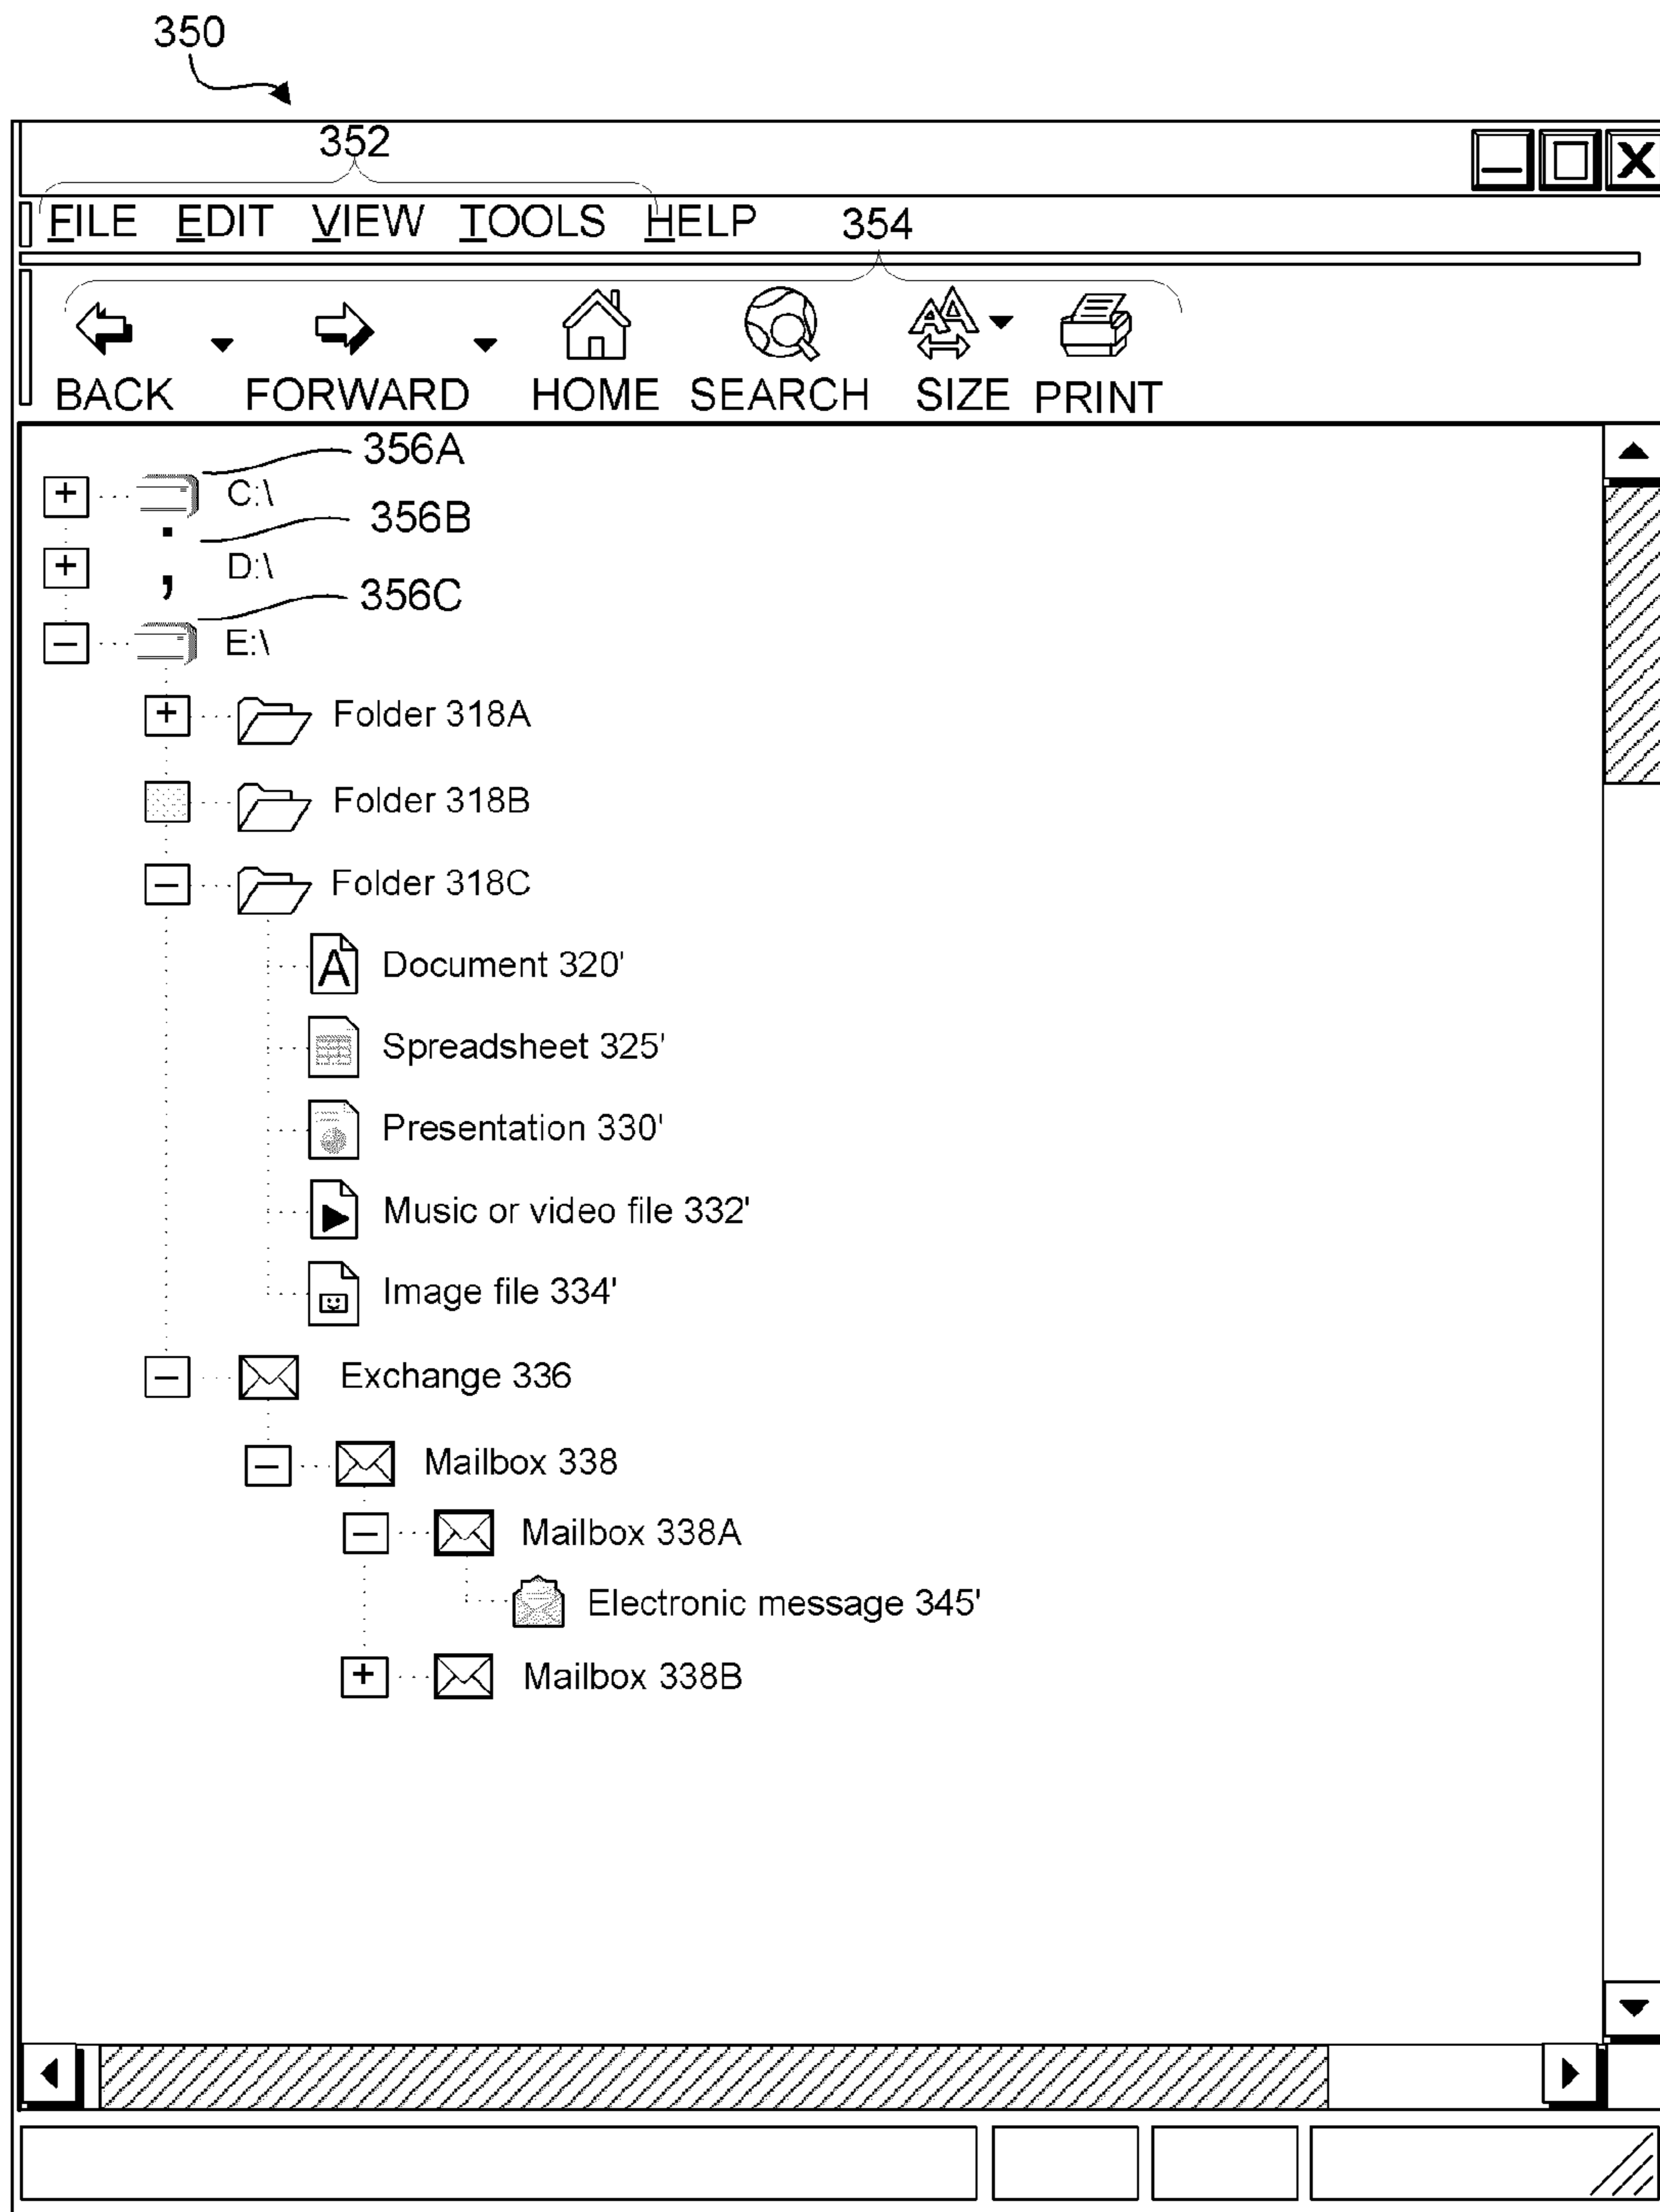 350
352
FILE EDIT VIEW TOOLS HELP 354
BACK FORWARD HOME SEARCH SIZE PRINT
356A
+ C:\
356B
+ D:\
356C
− E:\
+ Folder 318A
Folder 318B
− Folder 318C
A Document 320'
Spreadsheet 325'
Presentation 330'
Music or video file 332'
Image file 334'
− Exchange 336
− Mailbox 338
− Mailbox 338A
Electronic message 345'
+ Mailbox 338B